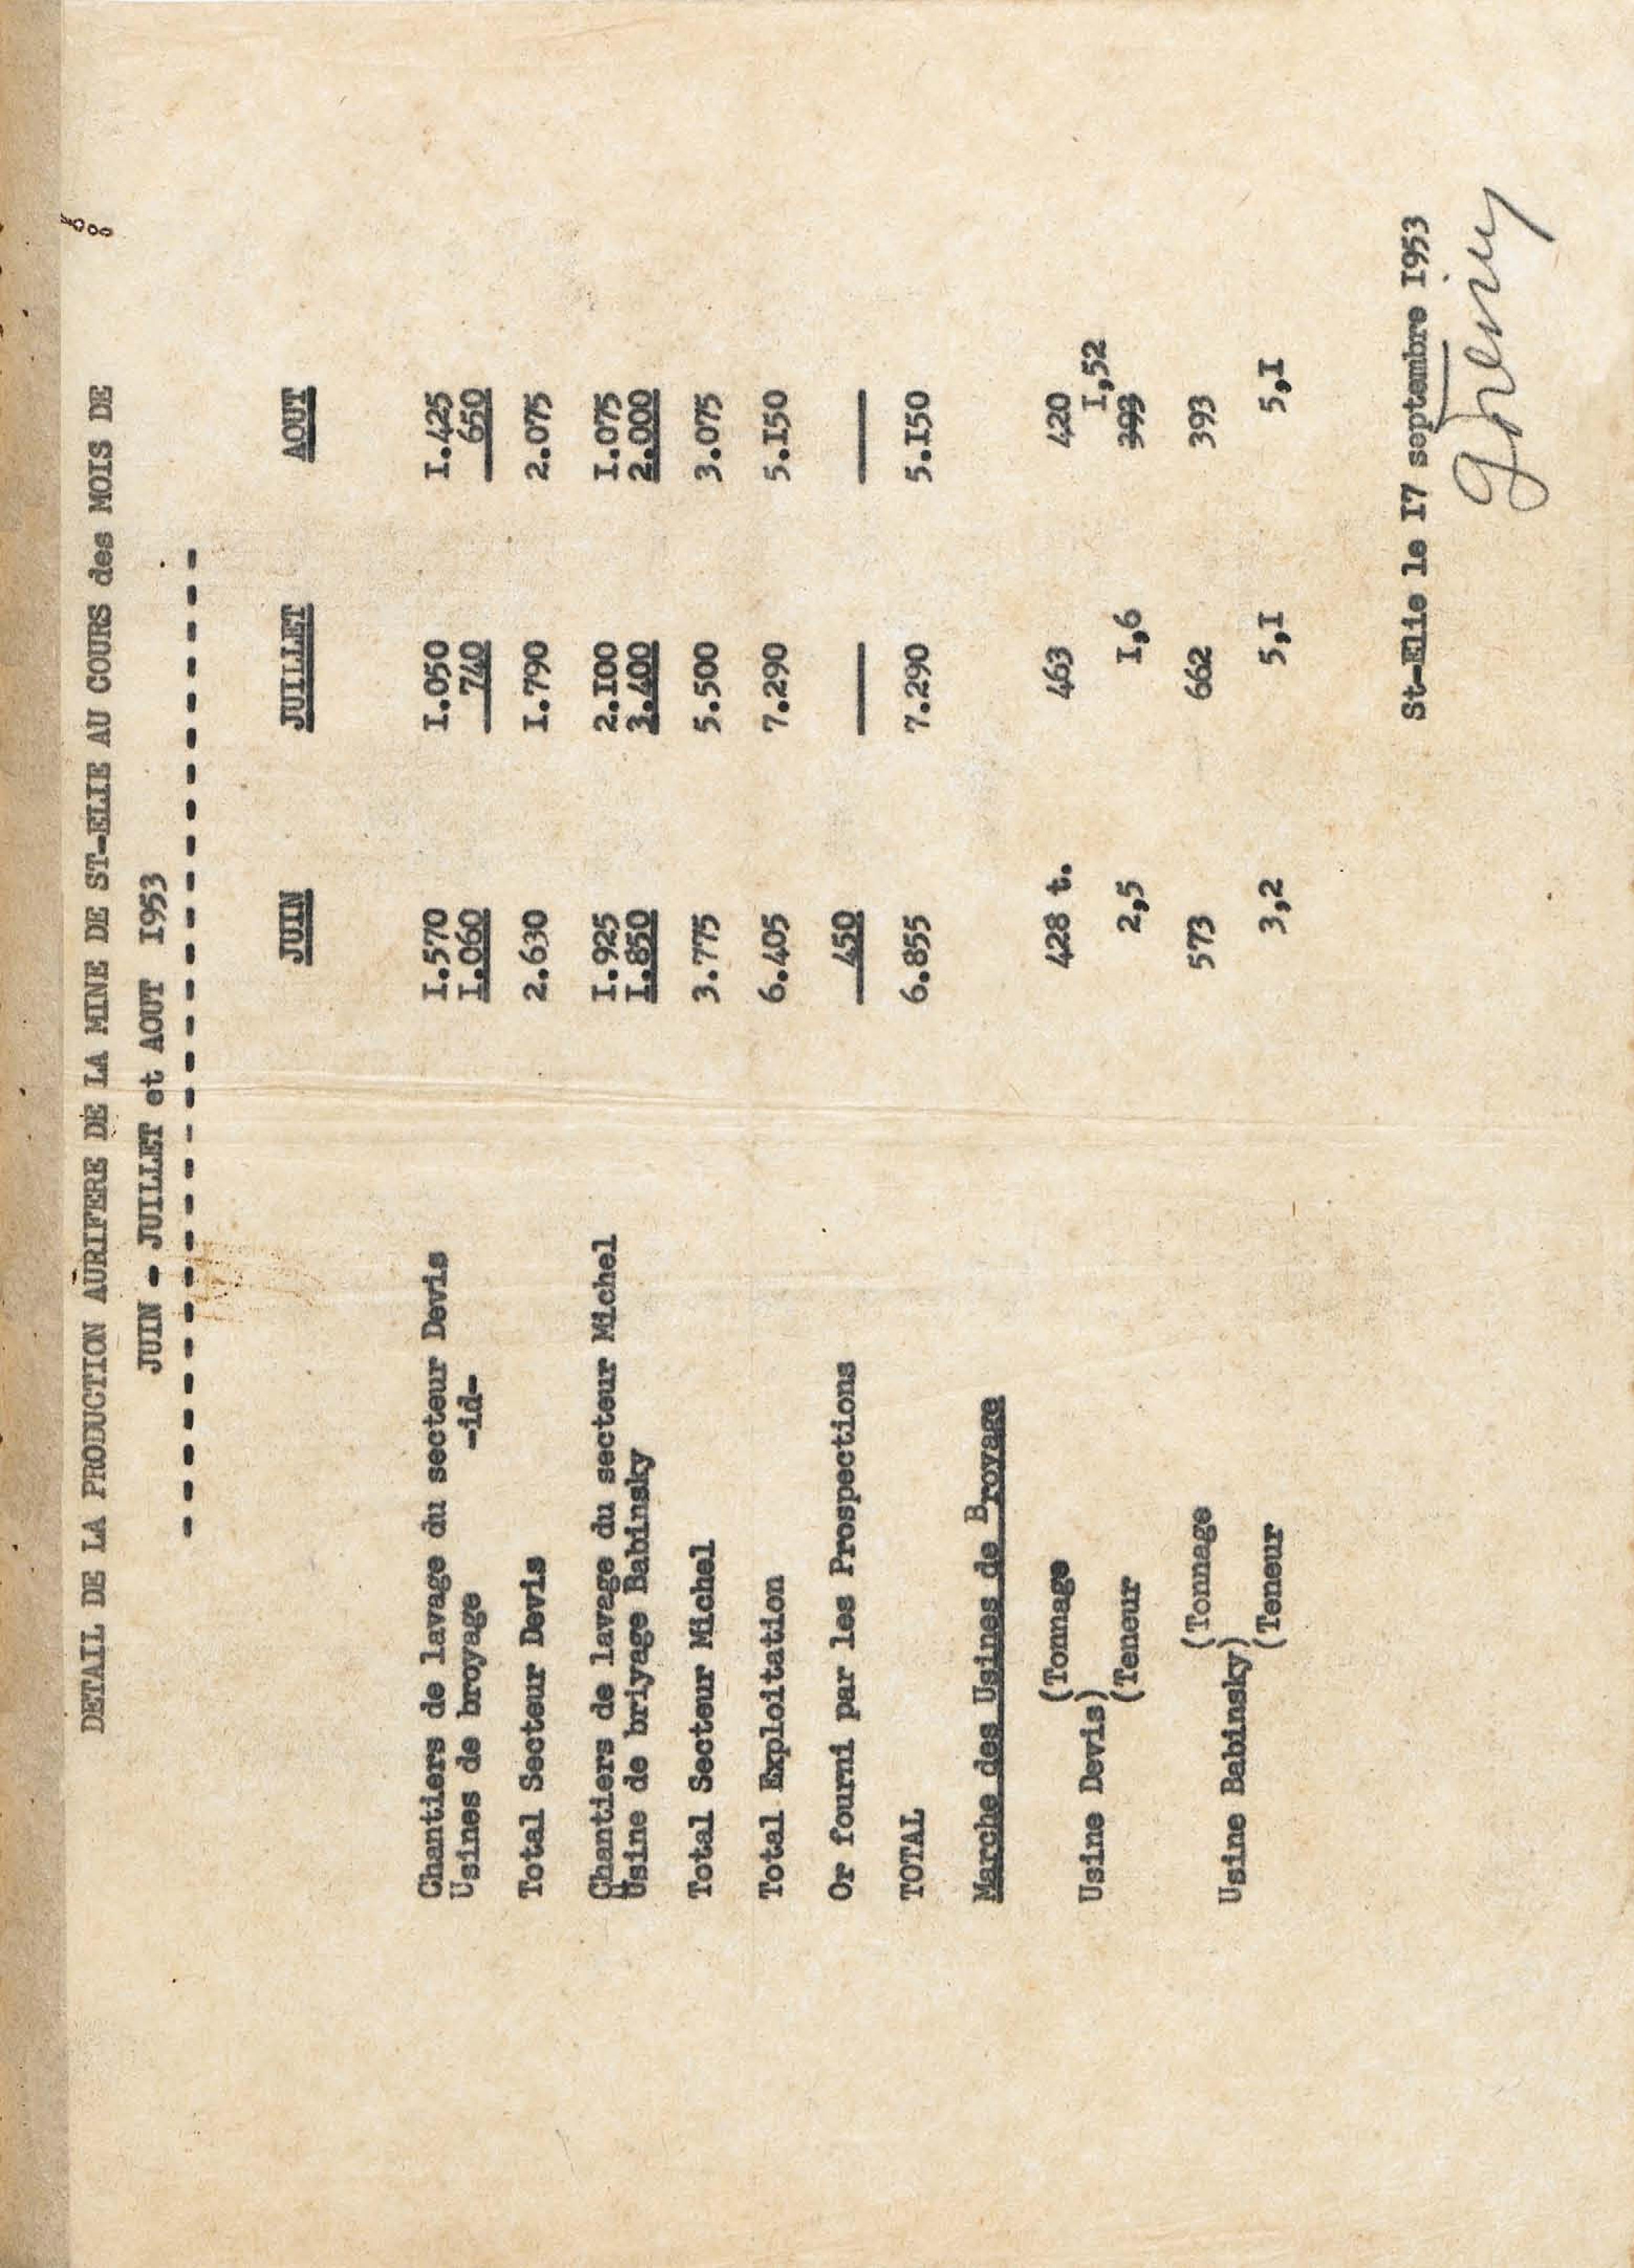 DETAIL DE LA PRODUCTION AURIFERE DE LA MINE DE ST-ELIE AU COURS des MOIS DE
JUIN - JUILLET et AOUT I953
JUIN JUILLET AOUT
Chantiers de lavage du secteur Devis I.570 I.050 I.425
Usines de broyage -id- I.060 740 650
Total Secteur Devis 2.630 I.790 2.075
Chantiers de lavage du secteur Michel I.925 2.I00 I.075
Usine de briyage Babinsky I.850 3.400 2.000
Total Secteur Michel 3.775 5.500 3.075
Total Exploitation 6.405 7.290 5.I50
Or fourni par les Prospections 450
TOTAL 6.855 7.290 5.I50
Marche des Usines de Broyage
(Tonnage 428 t. 463 420
Usine Devis) I,52
(Teneur 2,5 I,6 393
(Tonnage 573 662 393
Usine Babinsky)
(Teneur 3,2 5,I 5,I
St-Elie le I7 septembre I953